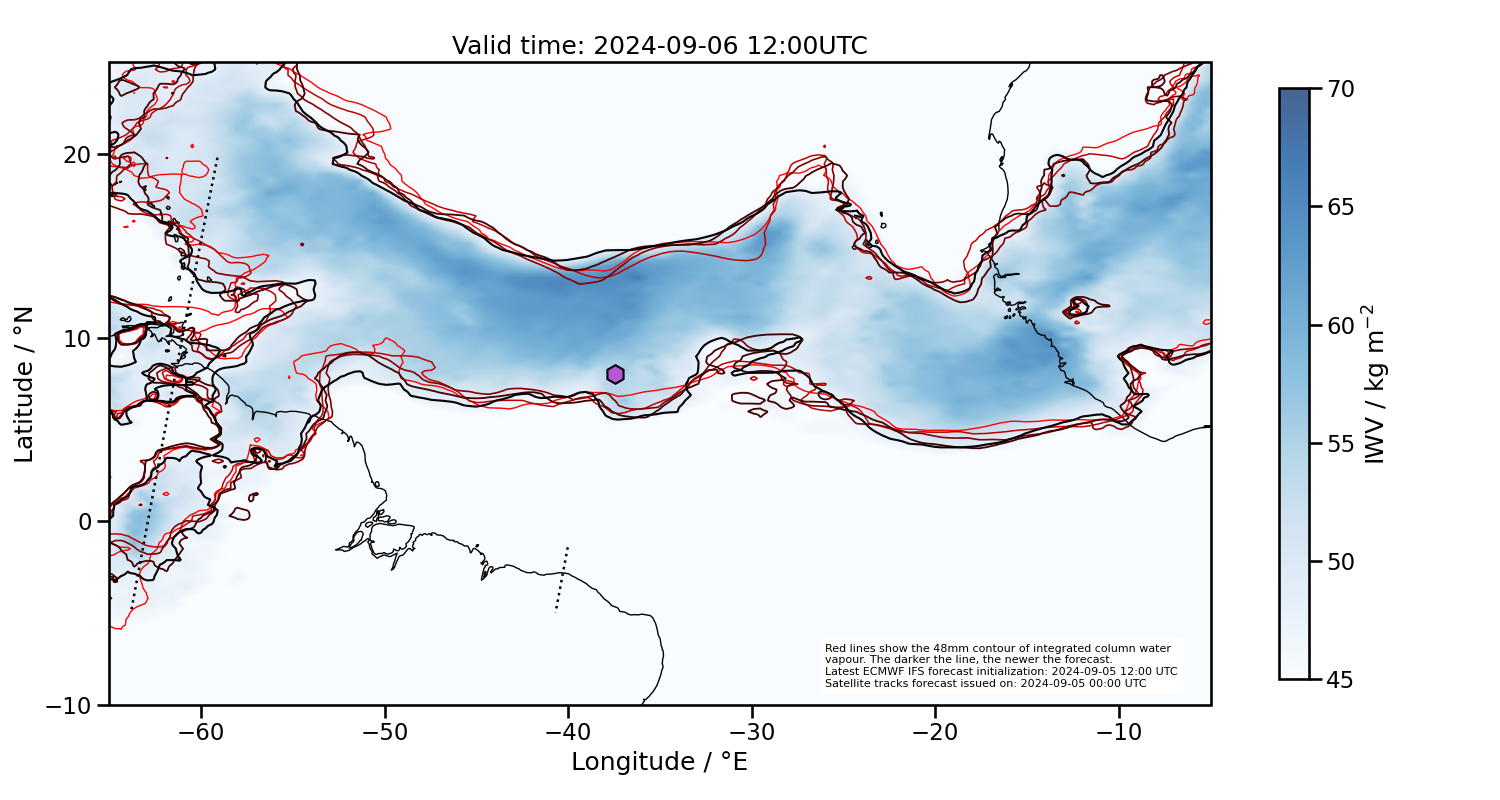 Valid time: 2024-09-06 12:00UTC
Latitude / °N
20
10
0
−10
−60
−50
−40
−30
−20
−10
Longitude / °E
Red lines show the 48mm contour of integrated column water
vapour. The darker the line, the newer the forecast.
Latest ECMWF IFS forecast initialization: 2024-09-05 12:00 UTC
Satellite tracks forecast issued on: 2024-09-05 00:00 UTC
70
65
60
55
50
45
IWV / kg m⁻²